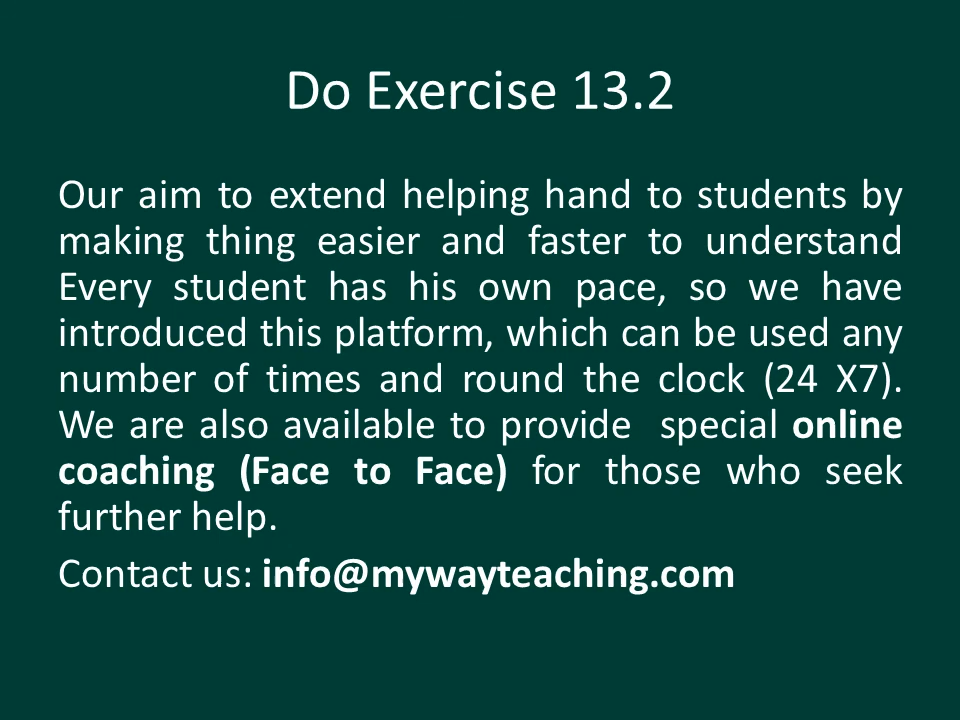 Do Exercise 13.2
Our aim to extend helping hand to students by
making thing easier and faster to understand
Every student has his own pace, so we have
introduced this platform, which can be used any
number of times and round the clock (24 X7).
We are also available to provide  special online
coaching (Face to Face) for those who seek
further help.
Contact us: info@mywayteaching.com